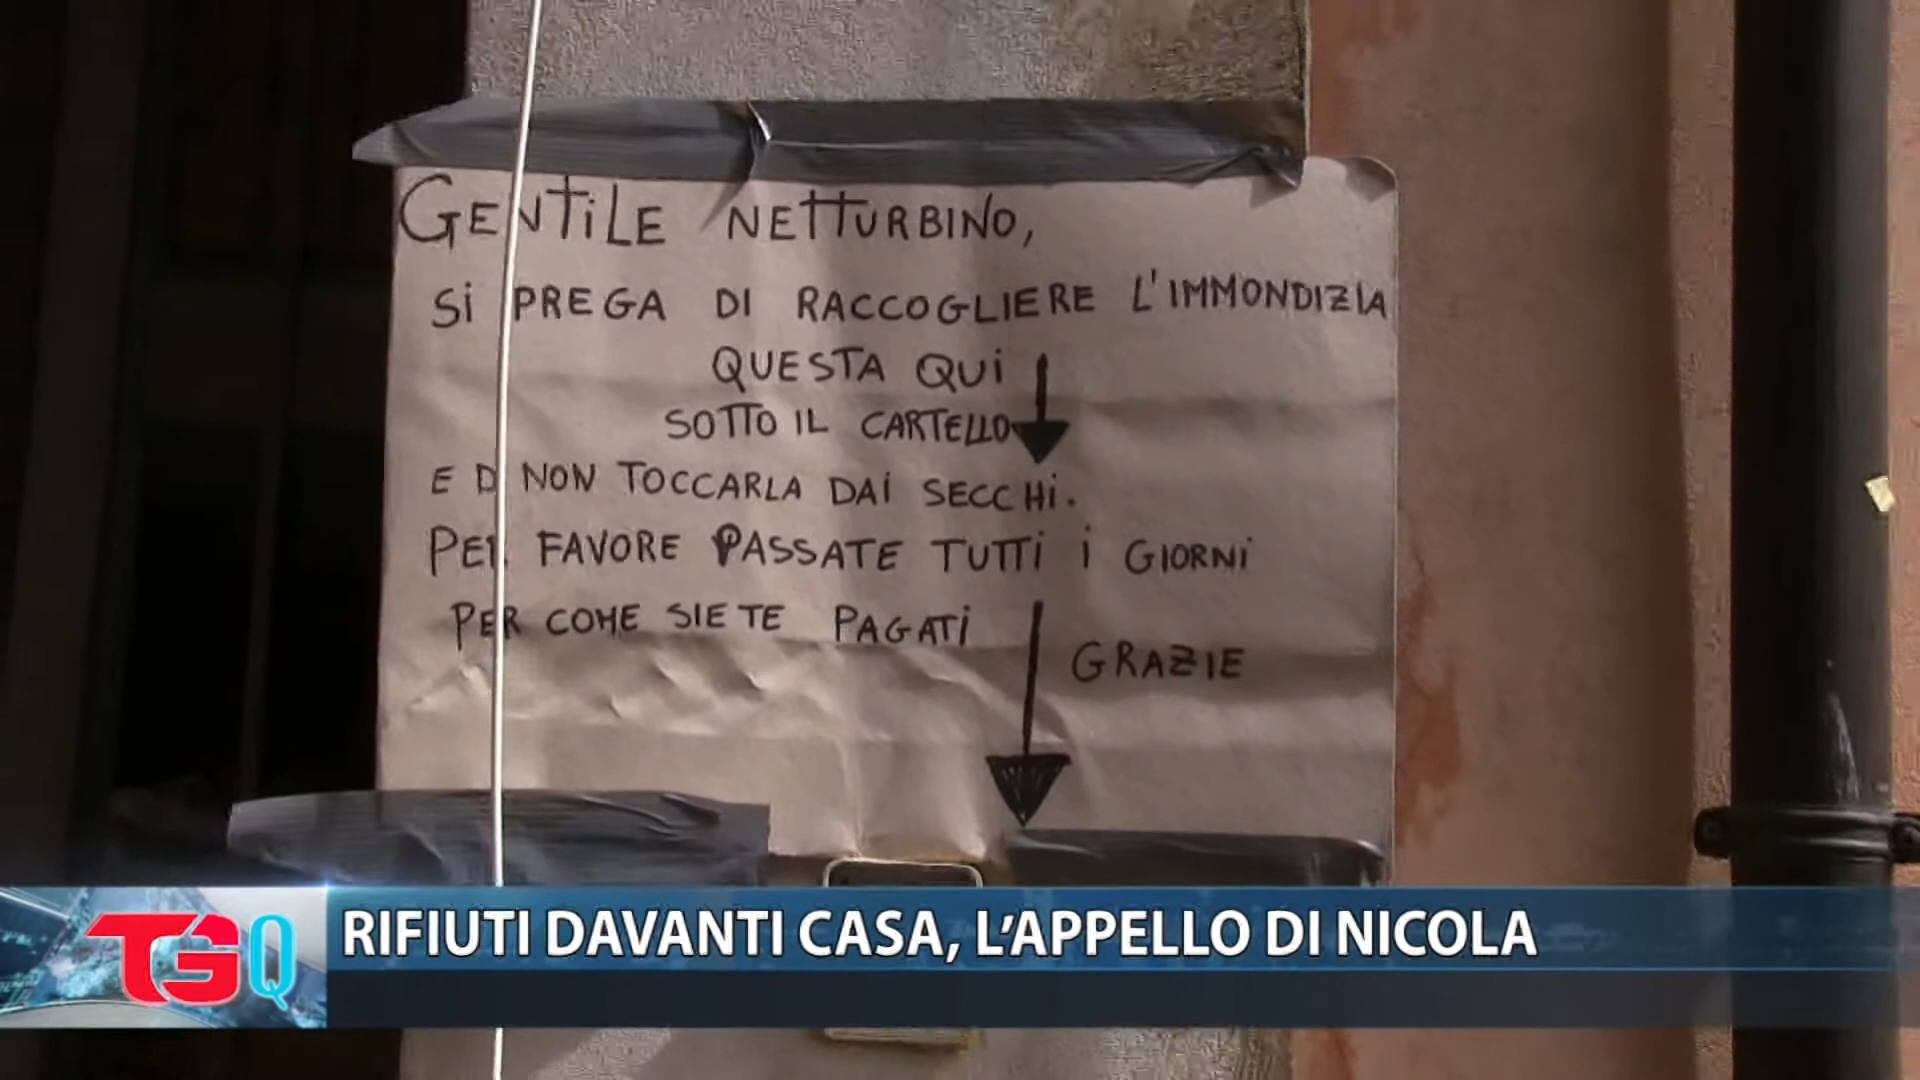 GENTILE NETTURBINO,
SI PREGA DI RACCOGLIERE L'IMMONDIZIA
QUESTA QUI
SOTTO IL CARTELLO
E DI NON TOCCARLA DAI SECCHI.
PER FAVORE PASSATE TUTTI I GIORNI
PER COME SIETE PAGATI
GRAZIE
TGQ RIFIUTI DAVANTI CASA, L'APPELLO DI NICOLA